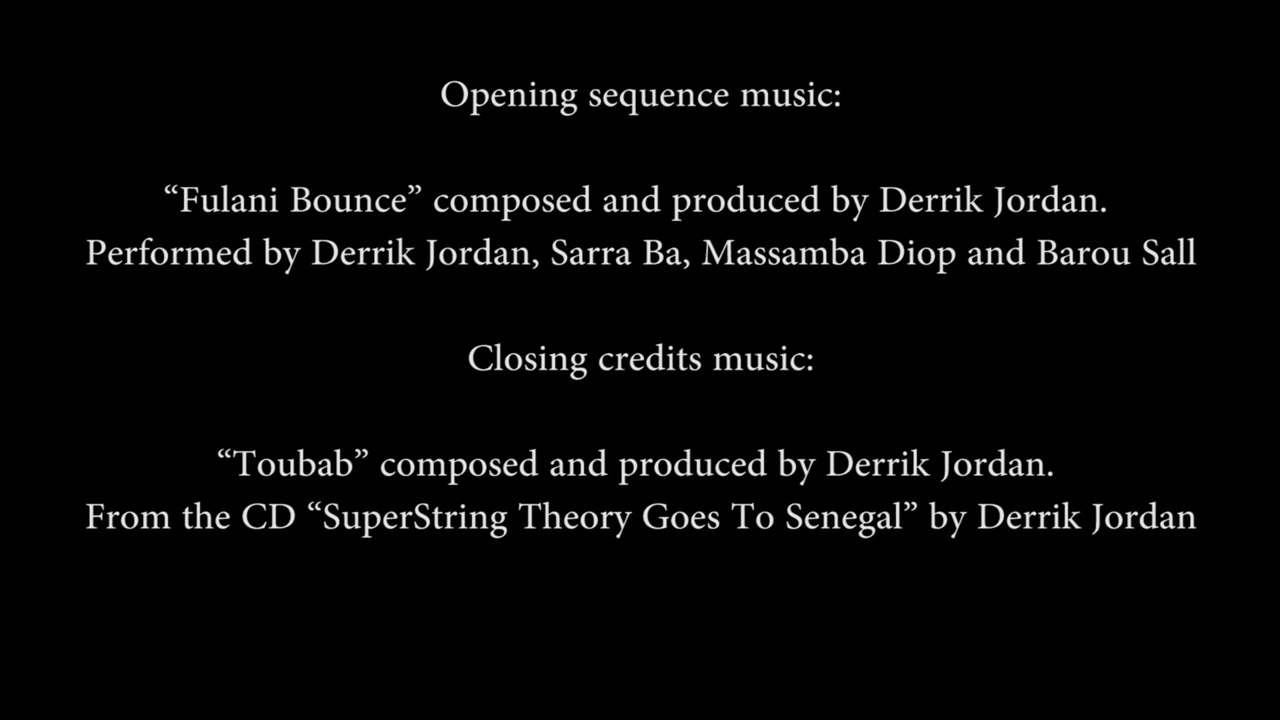 Opening sequence music:
“Fulani Bounce” composed and produced by Derrik Jordan.
Performed by Derrik Jordan, Sarra Ba, Massamba Diop and Barou Sall
Closing credits music:
“Toubab” composed and produced by Derrik Jordan.
From the CD “SuperString Theory Goes To Senegal” by Derrik Jordan